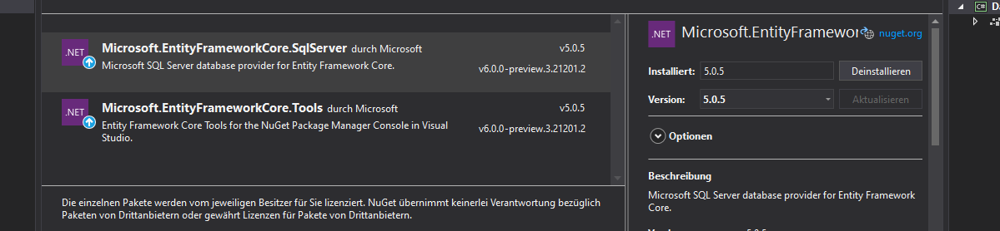 .NET
Microsoft.EntityFrameworkCore.SqlServer durch Microsoft
v5.0.5
Microsoft SQL Server database provider for Entity Framework Core.
v6.0.0-preview.3.21201.2
.NET
Microsoft.EntityFrameworkCore.Tools durch Microsoft
v5.0.5
Entity Framework Core Tools for the NuGet Package Manager Console in Visual
Studio.
v6.0.0-preview.3.21201.2
Die einzelnen Pakete werden vom jeweiligen Besitzer für Sie lizenziert. NuGet übernimmt keinerlei Verantwortung bezüglich
Paketen von Drittanbietern oder gewährt Lizenzen für Pakete von Drittanbietern.
.NET
Microsoft.EntityFramewor
nuget.org
Installiert: 5.0.5 Deinstallieren
Version: 5.0.5 Aktualisieren
Optionen
Beschreibung
Microsoft SQL Server database provider for Entity Framework
Core.
C# Da